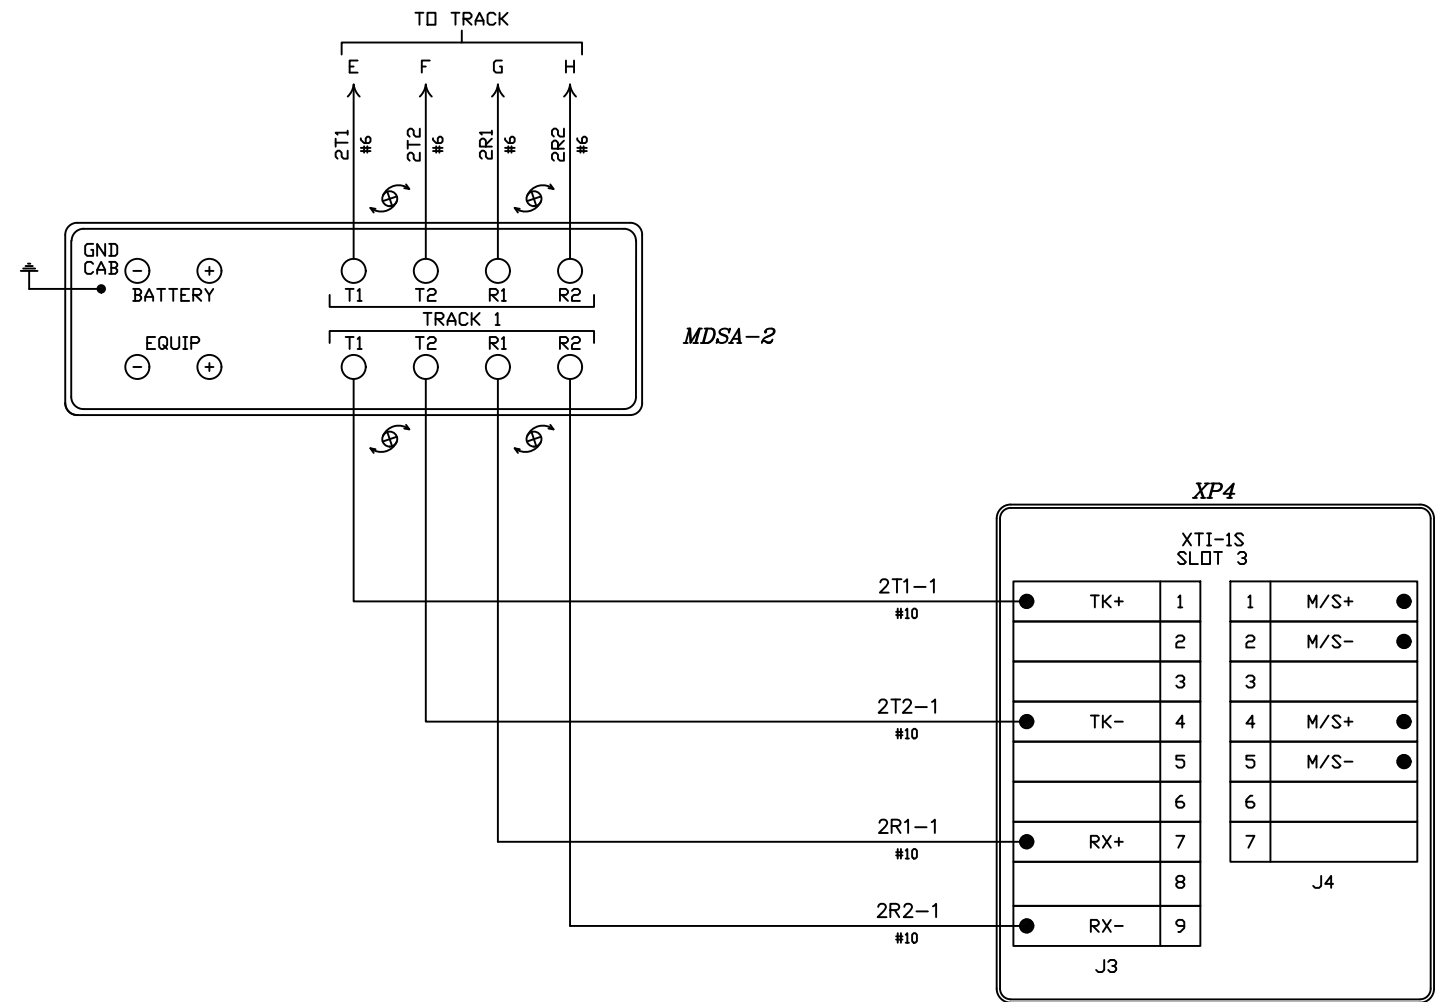 TO TRACK
E F G H
2T1 #6 2T2 #6 2R1 #6 2R2 #6
GND
CAB
- +
BATTERY
T1 T2 R1 R2
TRACK 1
EQUIP
T1 T2 R1 R2
- +
MDSA-2
XP4
XTI-1S
SLOT 3
2T1-1
#10
TK+ 1 1 M/S+
2 2 M/S-
3 3
2T2-1
#10
TK- 4 4 M/S+
5 5 M/S-
6 6
2R1-1
#10
RX+ 7 7
8
J4
2R2-1
#10
RX- 9
J3